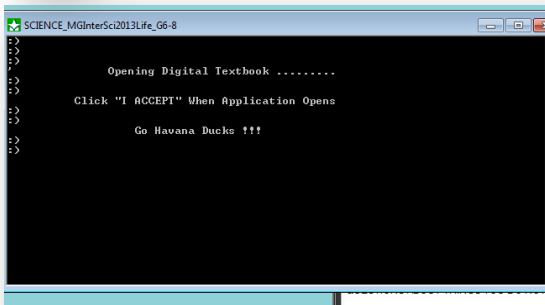 SCIENCE_MGInterSci2013Life_G6-8
:>
:>
:>
Opening Digital Textbook .........
:>
:>
Click "I ACCEPT" When Application Opens
:>
:>
Go Havana Ducks !!!
:>
:>